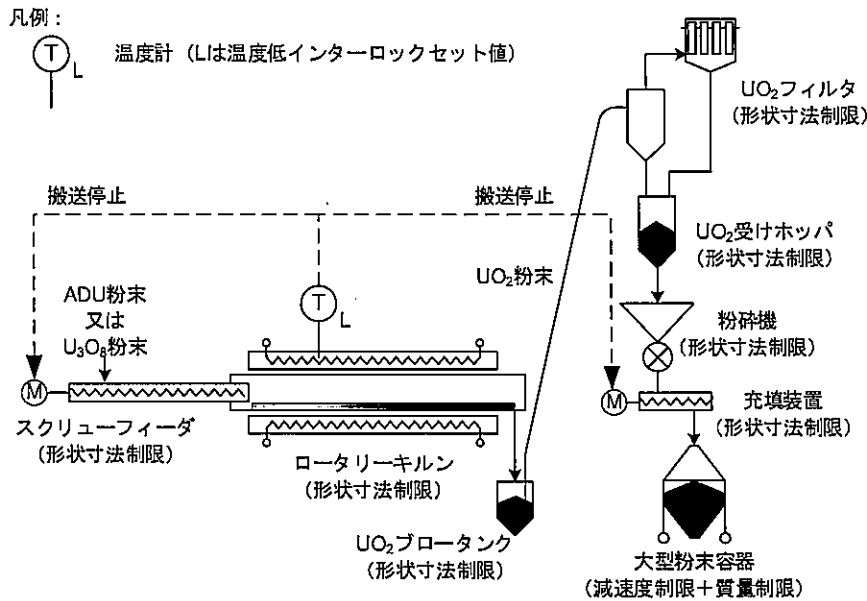 凡例：
T
L
温度計（Lは温度低インターロックセット値）
UO₂フィルタ
（形状寸法制限）
搬送停止
搬送停止
UO₂受けホッパ
（形状寸法制限）
UO₂粉末
ADU粉末
又は
U₃O₈粉末
T
L
粉砕機
（形状寸法制限）
M
M
充填装置
（形状寸法制限）
スクリューフィーダ
（形状寸法制限）
ロータリーキルン
（形状寸法制限）
UO₂ブロータンク
（形状寸法制限）
大型粉末容器
（減速度制限＋質量制限）